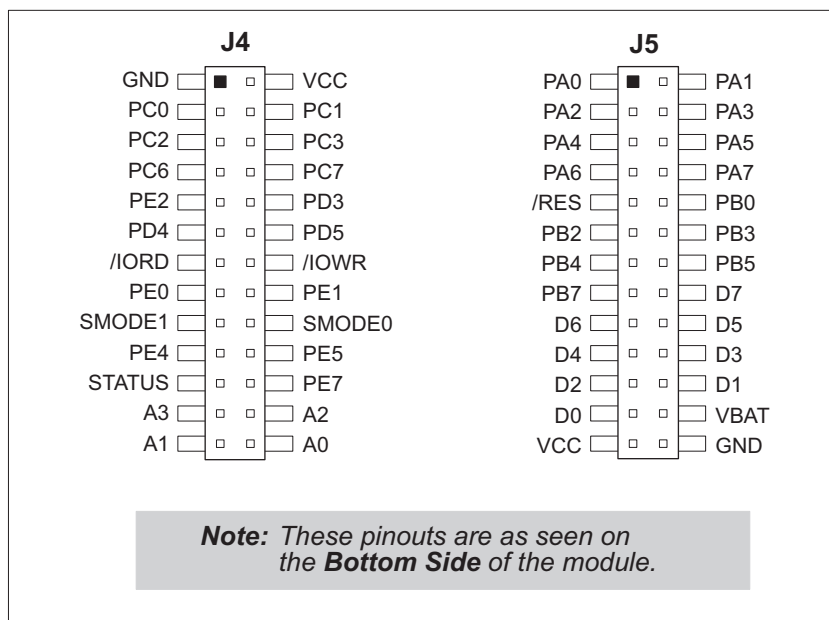 J4
GND VCC
PC0 PC1
PC2 PC3
PC6 PC7
PE2 PD3
PD4 PD5
/IORD /IOWR
PE0 PE1
SMODE1 SMODE0
PE4 PE5
STATUS PE7
A3 A2
A1 A0
J5
PA0 PA1
PA2 PA3
PA4 PA5
PA6 PA7
/RES PB0
PB2 PB3
PB4 PB5
PB7 D7
D6 D5
D4 D3
D2 D1
D0 VBAT
VCC GND
Note: These pinouts are as seen on
the Bottom Side of the module.